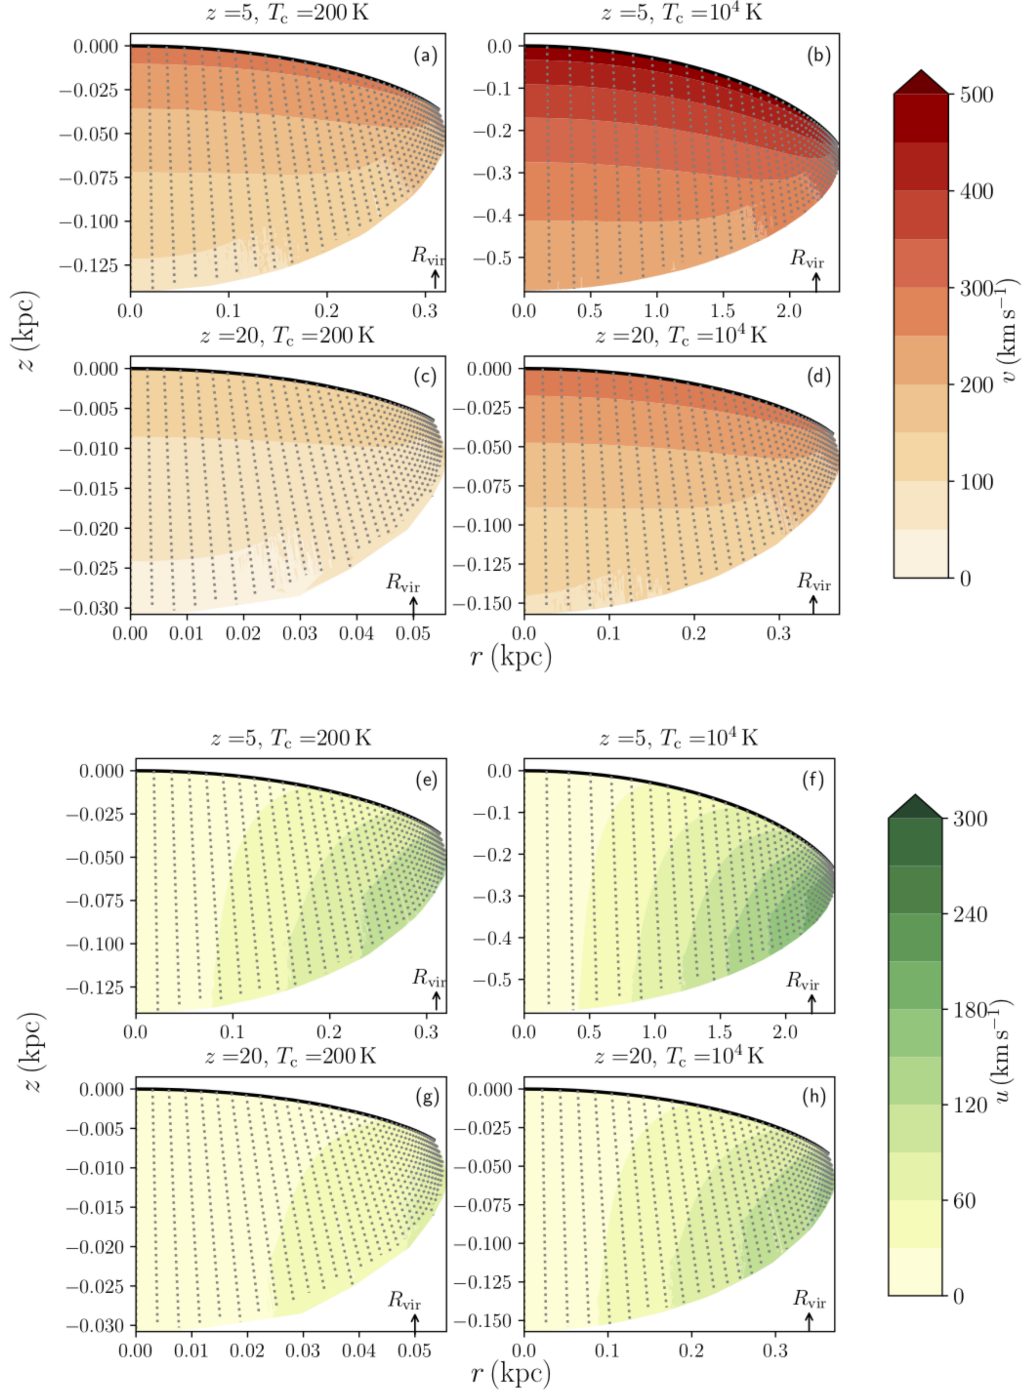 z =5, T_c =200 K
z =5, T_c =10^4 K
(a)
(b)
0.000
−0.025
−0.050
−0.075
−0.100
−0.125
0.0
−0.1
−0.2
−0.3
−0.4
−0.5
R_vir
R_vir
0.0 0.1 0.2 0.3
0.0 0.5 1.0 1.5 2.0
z =20, T_c =200 K
z =20, T_c =10^4 K
(c)
(d)
0.000
−0.005
−0.010
−0.015
−0.020
−0.025
−0.030
0.000
−0.025
−0.050
−0.075
−0.100
−0.125
−0.150
R_vir
R_vir
0.00 0.01 0.02 0.03 0.04 0.05
0.0 0.1 0.2 0.3
z (kpc)
r (kpc)
500
400
300
200
100
0
v (km s^−1)
z =5, T_c =200 K
z =5, T_c =10^4 K
(e)
(f)
0.000
−0.025
−0.050
−0.075
−0.100
−0.125
0.0
−0.1
−0.2
−0.3
−0.4
−0.5
R_vir
R_vir
0.0 0.1 0.2 0.3
0.0 0.5 1.0 1.5 2.0
z =20, T_c =200 K
z =20, T_c =10^4 K
(g)
(h)
0.000
−0.005
−0.010
−0.015
−0.020
−0.025
−0.030
0.000
−0.025
−0.050
−0.075
−0.100
−0.125
−0.150
R_vir
R_vir
0.00 0.01 0.02 0.03 0.04 0.05
0.0 0.1 0.2 0.3
z (kpc)
r (kpc)
300
240
180
120
60
0
u (km s^−1)